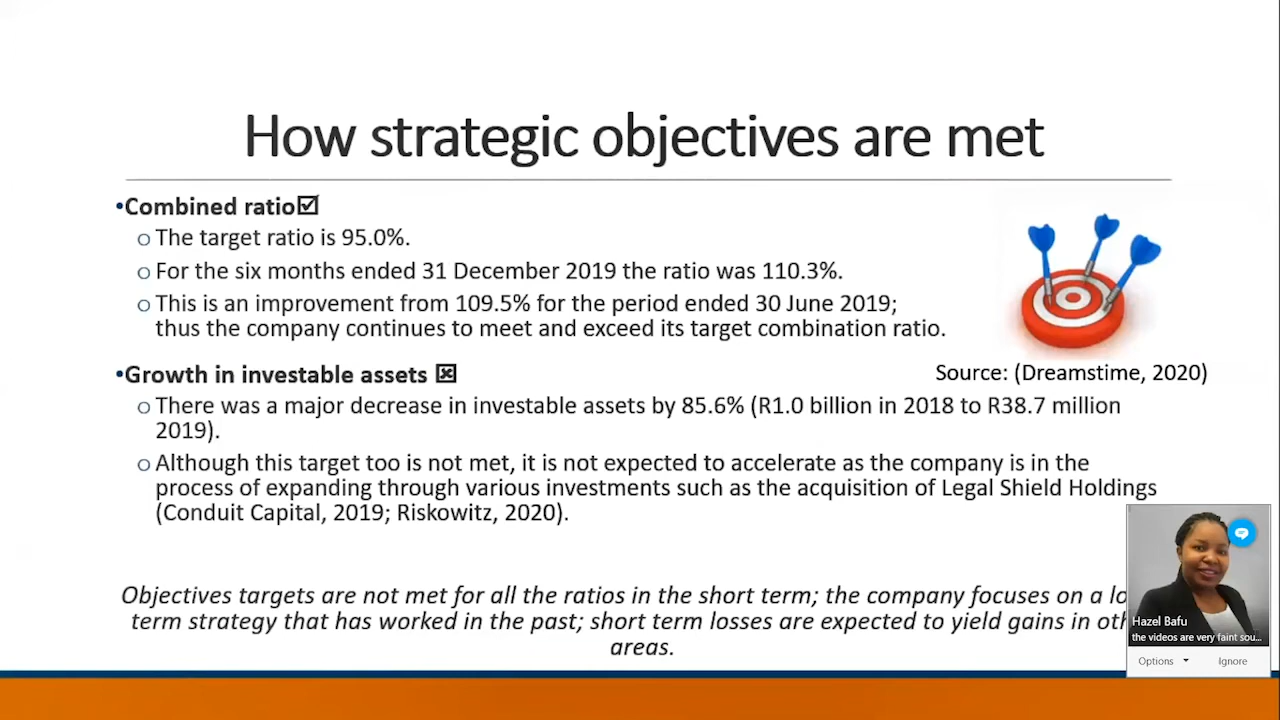 How strategic objectives are met
•Combined ratio☑
o The target ratio is 95.0%.
o For the six months ended 31 December 2019 the ratio was 110.3%.
o This is an improvement from 109.5% for the period ended 30 June 2019;
thus the company continues to meet and exceed its target combination ratio.
•Growth in investable assets ☒
Source: (Dreamstime, 2020)
o There was a major decrease in investable assets by 85.6% (R1.0 billion in 2018 to R38.7 million
2019).
o Although this target too is not met, it is not expected to accelerate as the company is in the
process of expanding through various investments such as the acquisition of Legal Shield Holdings
(Conduit Capital, 2019; Riskowitz, 2020).
Objectives targets are not met for all the ratios in the short term; the company focuses on a lo
term strategy that has worked in the past; short term losses are expected to yield gains in oth
areas.
Hazel Bafu
the videos are very faint sou...
Options Ignore